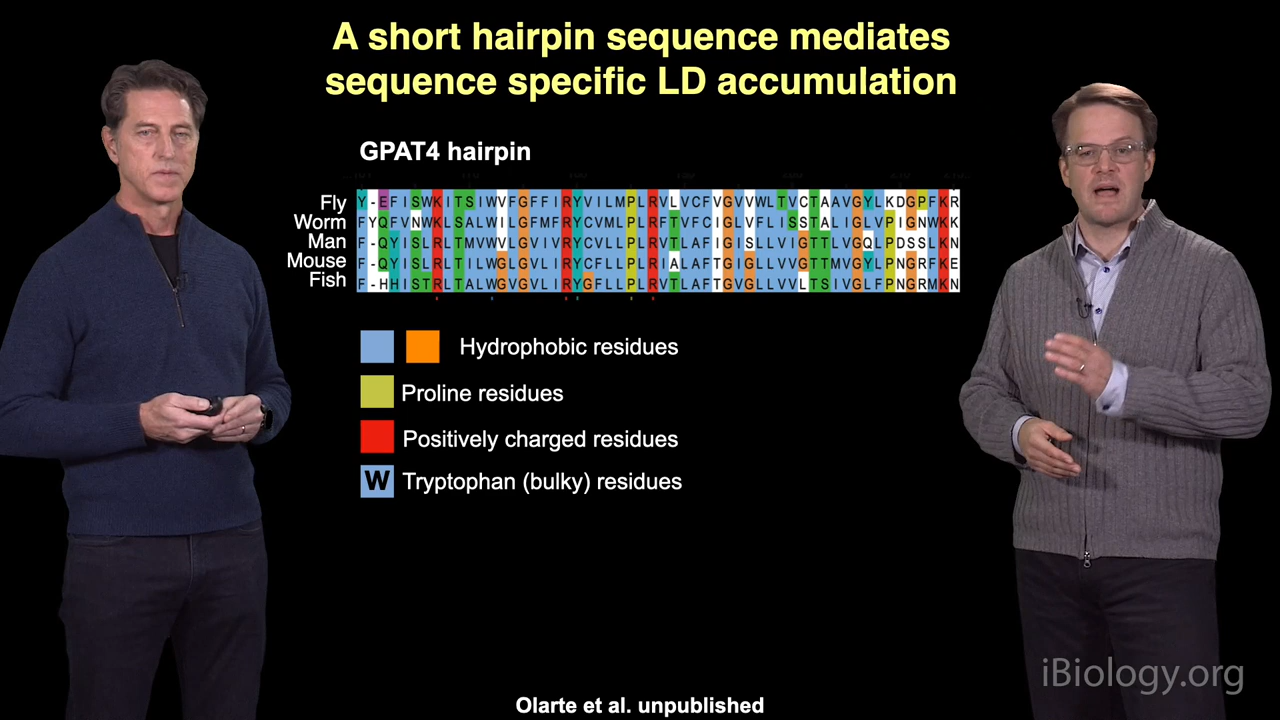 A short hairpin sequence mediates
sequence specific LD accumulation
GPAT4 hairpin
Fly Y-EFISWKITSIWVFGFFIRYVILMPLRVLVCFVGVVWLTVCTAAVGYLKDGPFKR
Worm FYQFVNWKLSALWILGFMFRYCVMLPLRFTVFCIGLVFLISSTALIGLVPIGNWKK
Man F-QYISLRLTMVWVLGVIVRYCVLLPLRVTLAFIGISLLVIGTTLVGQLPDSSLKN
Mouse F-QYISLRLTILWGLGVLIRYCFLLPLRIALAFTGIGLLVVGTTMVGYLPNGRFKE
Fish F-HHISTRLTALWGVGVLIRYGFLLPLRVTLAFTGVGLLVVLTSIVGLFPNGRMKN
Hydrophobic residues
Proline residues
Positively charged residues
W Tryptophan (bulky) residues
iBiology.org
Olarte et al. unpublished